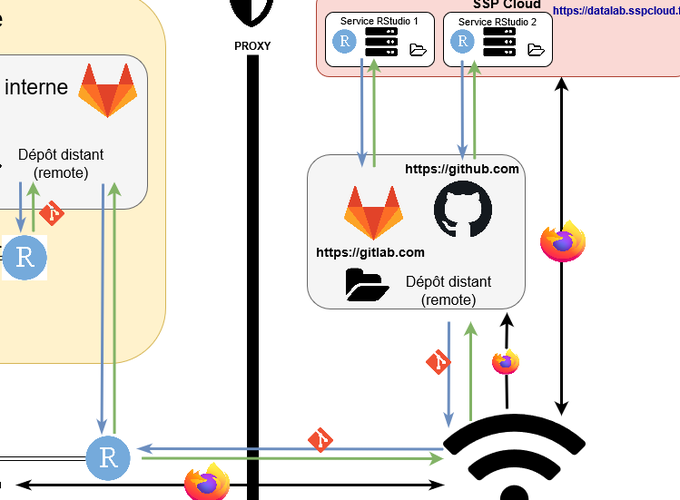 SSP Cloud
https://datalab.sspcloud.f
Service RStudio 1
Service RStudio 2
R
R
PROXY
interne
Dépôt distant
(remote)
R
https://github.com
https://gitlab.com
Dépôt distant
(remote)
R